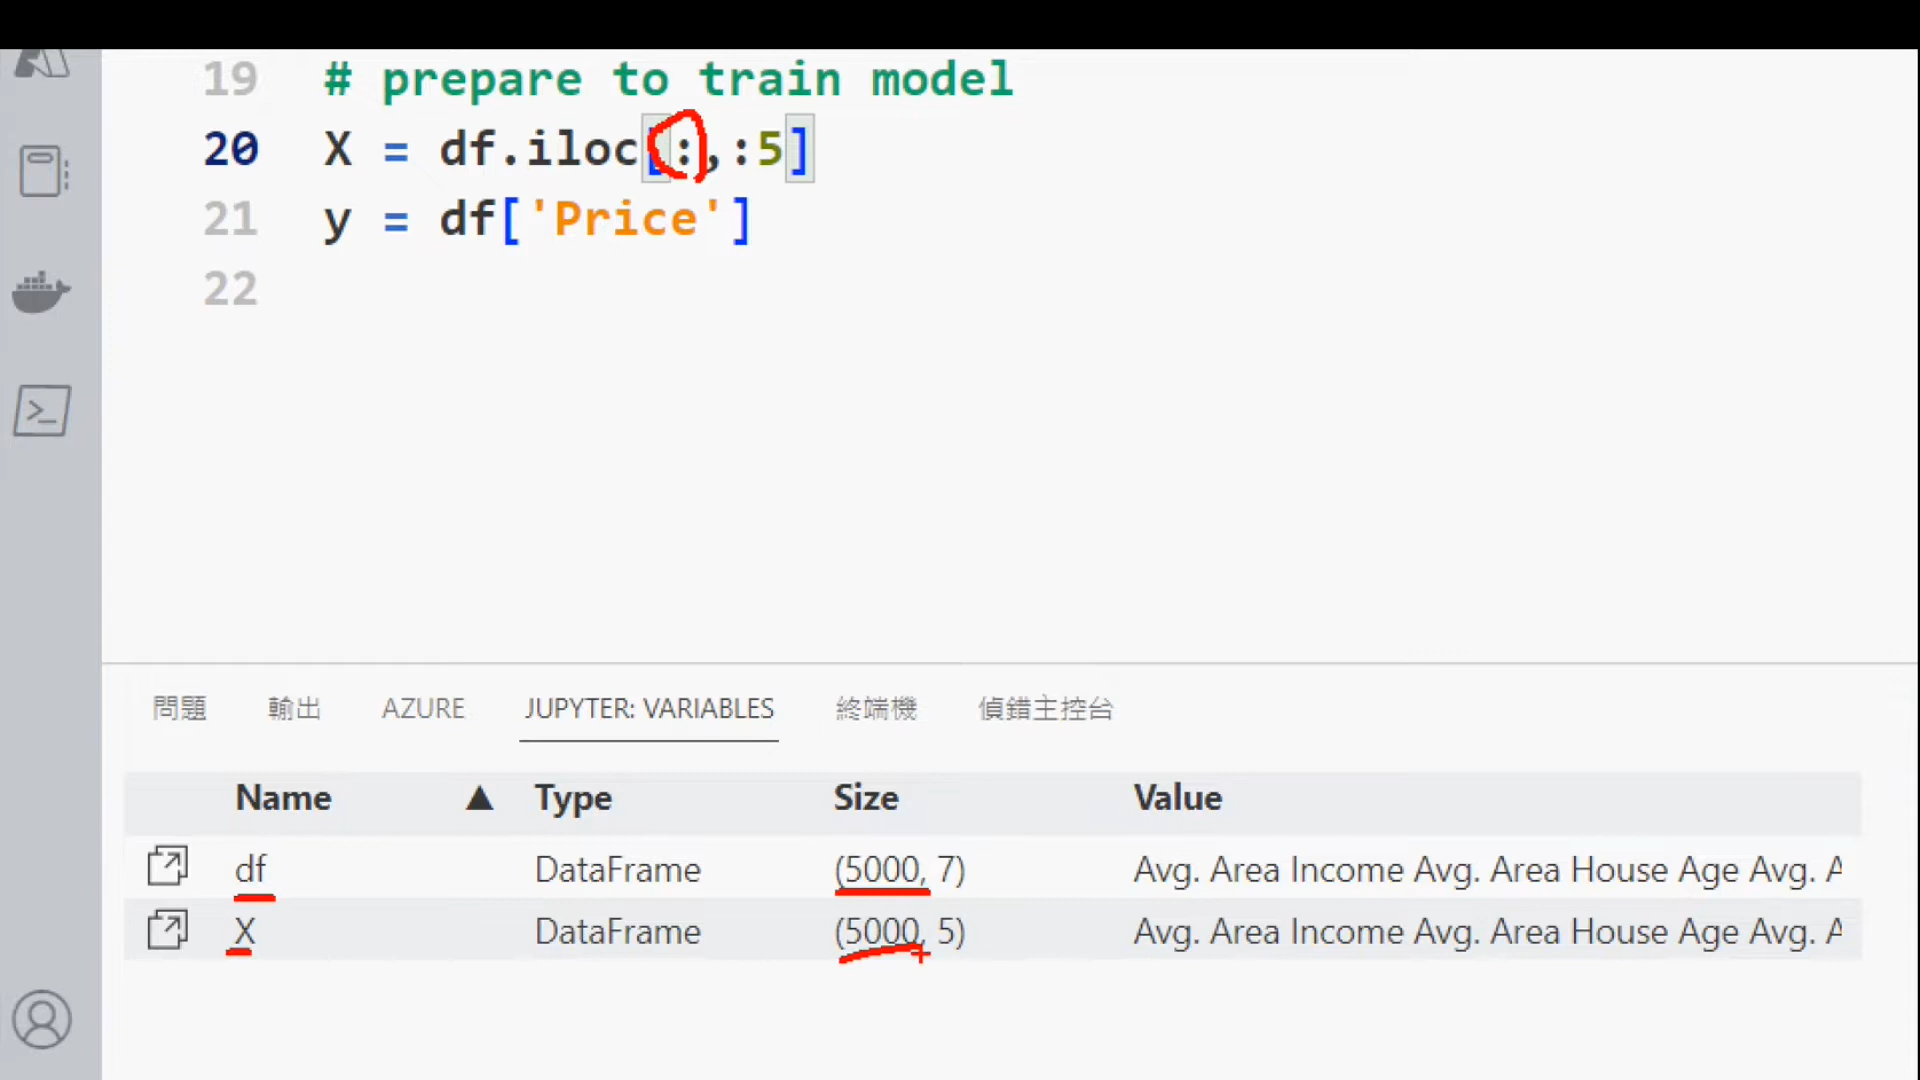 19 # prepare to train model
20 X = df.iloc[:,:5]
21 y = df['Price']
22
問題 輸出 AZURE JUPYTER: VARIABLES 終端機 偵錯主控台
Name ▲ Type Size Value
df DataFrame (5000, 7) Avg. Area Income Avg. Area House Age Avg. A
X DataFrame (5000, 5) Avg. Area Income Avg. Area House Age Avg. A